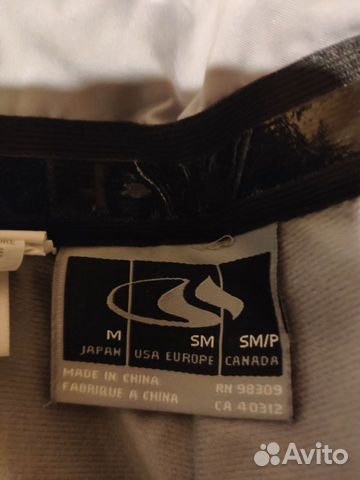 M SM SM/P
JAPAN USA EUROPE CANADA
MADE IN CHINA RN 98309
FABRIQUE A CHINA CA 40312
Avito